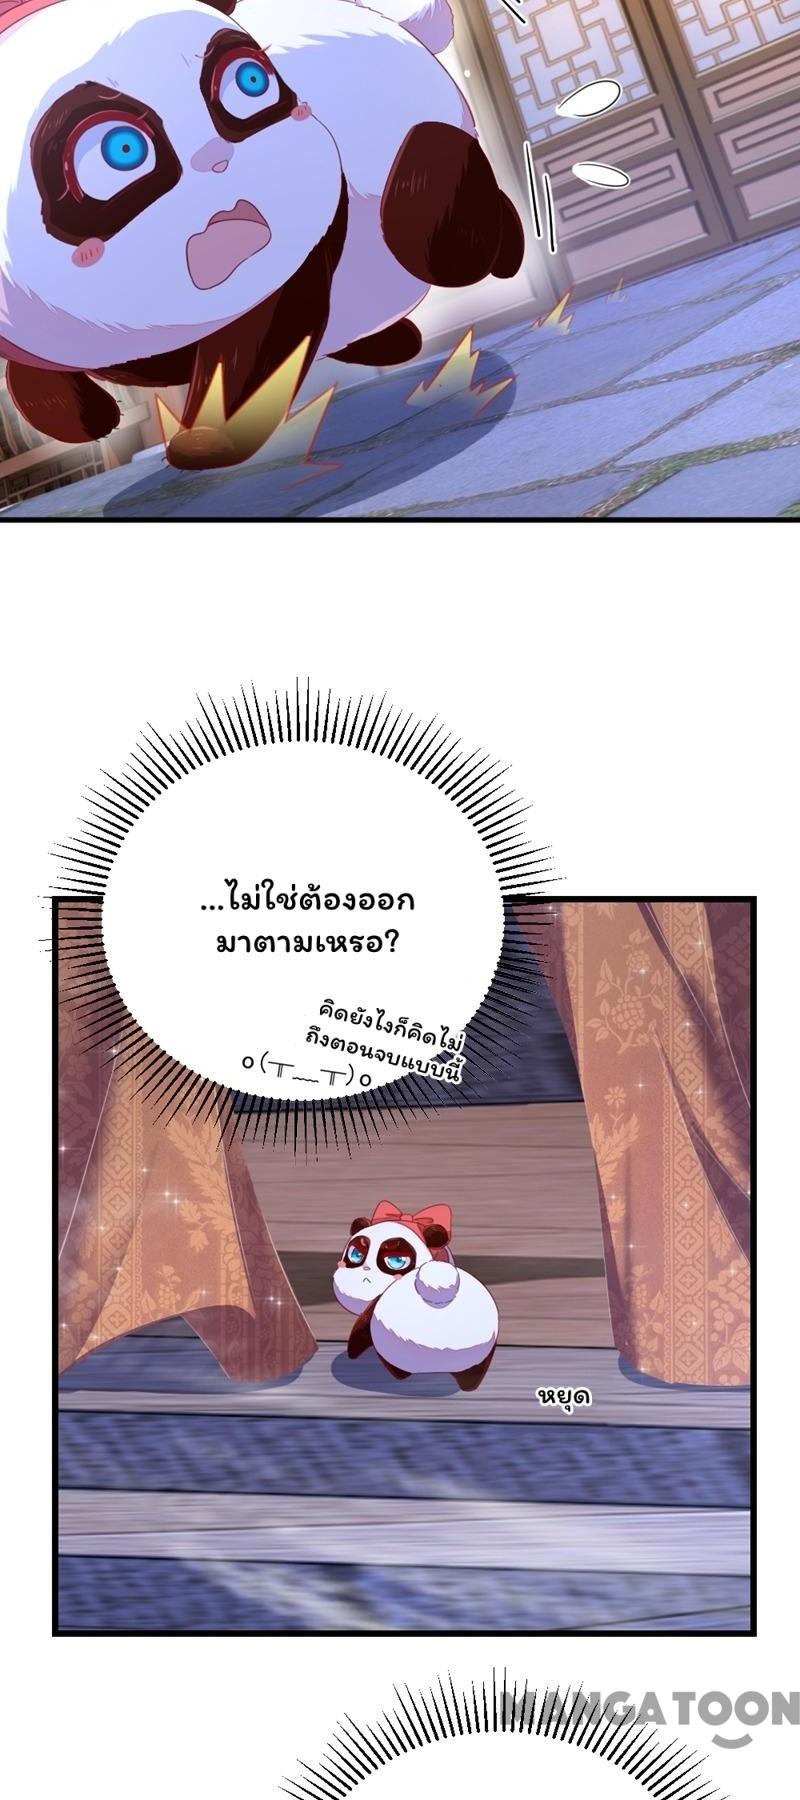 ...ไม่ใช่ต้องออก
มาตามเหรอ?
คิดยังไงก็คิดไม่
ถึงตอนจบแบบนี้
o(╥﹏╥)o
หยุด
MANGATOON